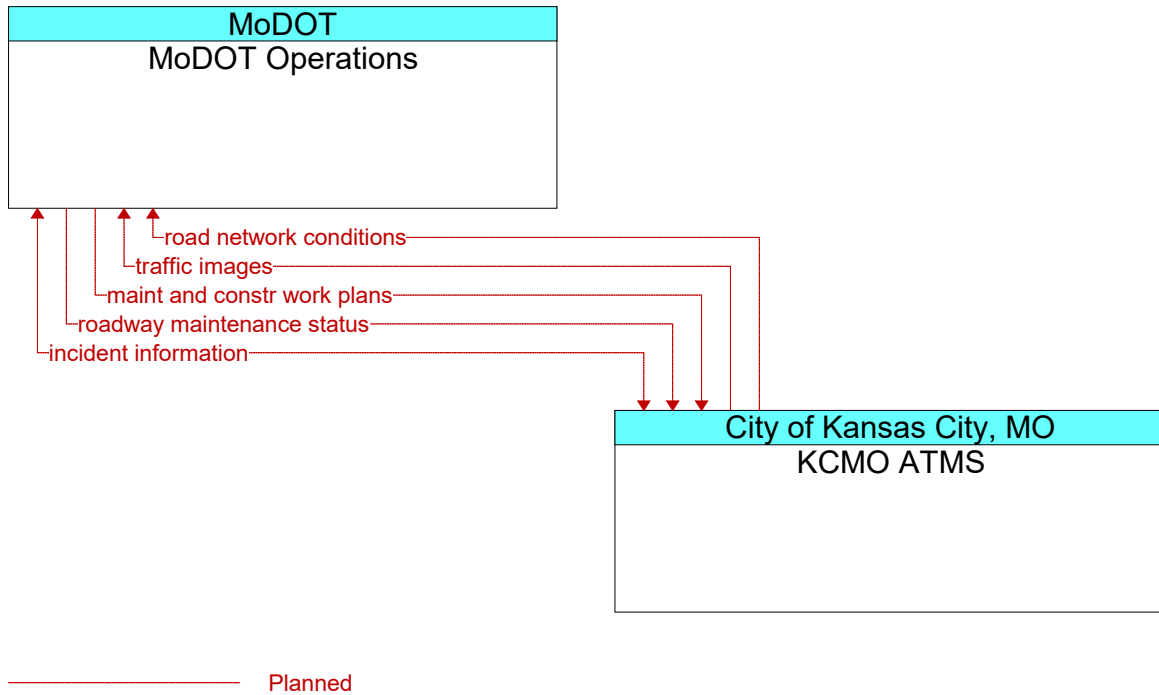 MoDOT
MoDOT Operations
road network conditions
traffic images
maint and constr work plans
roadway maintenance status
incident information
City of Kansas City, MO
KCMO ATMS
Planned